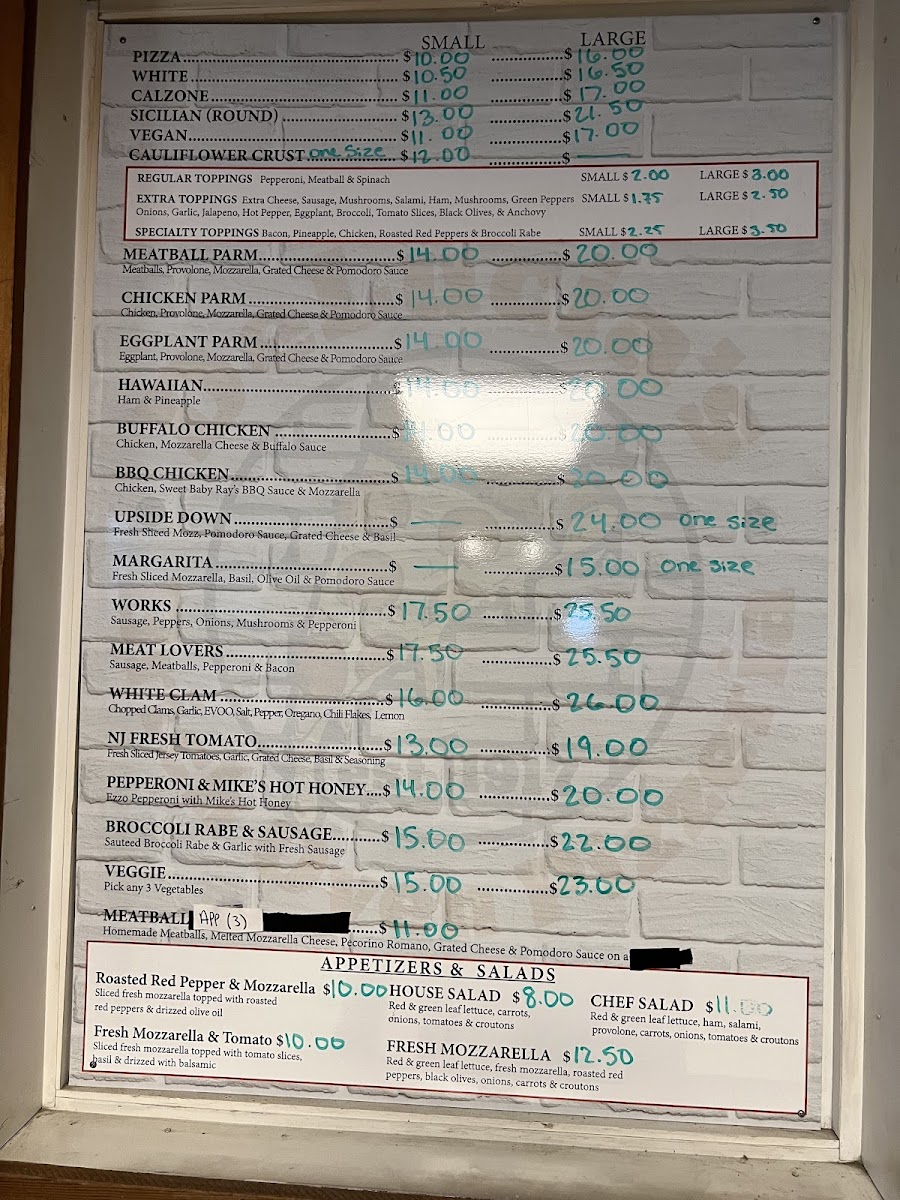 SMALL LARGE
PIZZA $10.00 $16.00
WHITE $10.50 $16.50
CALZONE $11.00 $17.00
SICILIAN (ROUND) $13.00 $21.50
VEGAN $11.00 $17.00
CAULIFLOWER CRUST one size $12.00 $ —
REGULAR TOPPINGS Pepperoni, Meatball & Spinach SMALL $2.00 LARGE $3.00
EXTRA TOPPINGS Extra Cheese, Sausage, Mushrooms, Salami, Ham, Mushrooms, Green Peppers SMALL $1.75 LARGE $2.50
Onions, Garlic, Jalapeno, Hot Pepper, Eggplant, Broccoli, Tomato Slices, Black Olives, & Anchovy
SPECIALTY TOPPINGS Bacon, Pineapple, Chicken, Roasted Red Peppers & Broccoli Rabe SMALL $2.25 LARGE $3.50
MEATBALL PARM $14.00 $20.00
Meatballs, Provolone, Mozzarella, Grated Cheese & Pomodoro Sauce
CHICKEN PARM $14.00 $20.00
Chicken, Provolone, Mozzarella, Grated Cheese & Pomodoro Sauce
EGGPLANT PARM $14.00 $20.00
Eggplant, Provolone, Mozzarella, Grated Cheese & Pomodoro Sauce
HAWAIIAN $14.00 $20.00
Ham & Pineapple
BUFFALO CHICKEN $14.00 $20.00
Chicken, Mozzarella Cheese & Buffalo Sauce
BBQ CHICKEN $14.00 $20.00
Chicken, Sweet Baby Ray's BBQ Sauce & Mozzarella
UPSIDE DOWN $ — $24.00 one size
Fresh Sliced Mozz, Pomodoro Sauce, Grated Cheese & Basil
MARGARITA $ — $15.00 one size
Fresh Sliced Mozzarella, Basil, Olive Oil & Pomodoro Sauce
WORKS $17.50 $25.50
Sausage, Peppers, Onions, Mushrooms & Pepperoni
MEAT LOVERS $17.50 $25.50
Sausage, Meatballs, Pepperoni & Bacon
WHITE CLAM $16.00 $26.00
Chopped Clams, Garlic, EVOO, Salt, Pepper, Oregano, Chili Flakes, Lemon
NJ FRESH TOMATO $13.00 $19.00
Fresh Sliced Jersey Tomatoes, Garlic, Grated Cheese, Basil & Seasoning
PEPPERONI & MIKE'S HOT HONEY $14.00 $20.00
Ezzo Pepperoni with Mike's Hot Honey
BROCCOLI RABE & SAUSAGE $15.00 $22.00
Sauteed Broccoli Rabe & Garlic with Fresh Sausage
VEGGIE $15.00 $23.00
Pick any 3 Vegetables
MEATBALL APP (3) $11.00
Homemade Meatballs, Melted Mozzarella Cheese, Pecorino Romano, Grated Cheese & Pomodoro Sauce on a
APPETIZERS & SALADS
Roasted Red Pepper & Mozzarella $10.00
Sliced fresh mozzarella topped with roasted
red peppers & drizzled olive oil
Fresh Mozzarella & Tomato $10.00
Sliced fresh mozzarella topped with tomato slices,
basil & drizzed with balsamic
HOUSE SALAD $8.00
Red & green leaf lettuce, carrots,
onions, tomatoes & croutons
FRESH MOZZARELLA $12.50
Red & green leaf lettuce, fresh mozzarella, roasted red
peppers, black olives, onions, carrots & croutons
CHEF SALAD $11.00
Red & green leaf lettuce, ham, salami,
provolone, carrots, onions, tomatoes & croutons